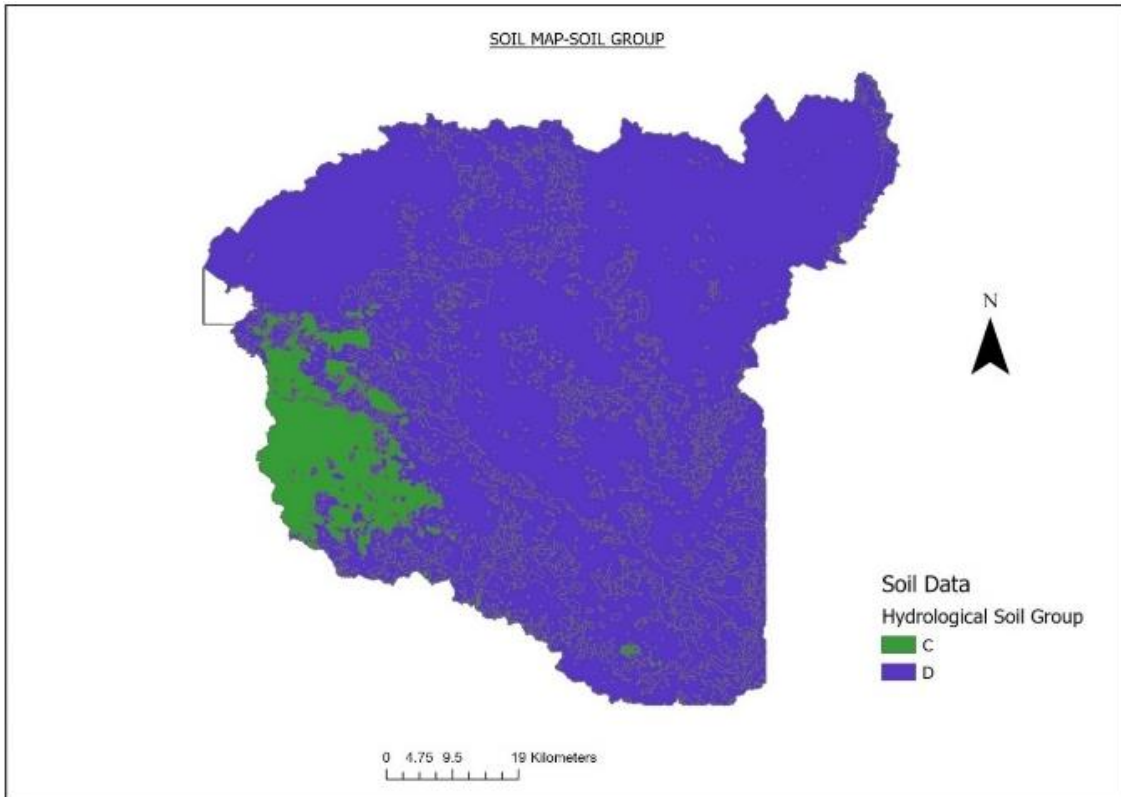 SOIL MAP-SOIL GROUP
N
Soil Data
Hydrological Soil Group
C
D
0 4.75 9.5 19 Kilometers